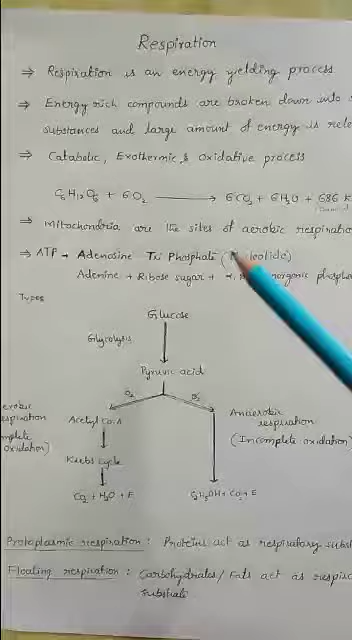 Respiration
⇒ Respiration is an energy yielding process.
⇒ Energy rich compounds are broken down into
substances and large amount of energy is
⇒ Catabolic, Exothermic, & Oxidative process
C₆H₁₂O₆ + 6O₂ → 6CO₂ + 6H₂O + 686
⇒ Mitochondria are the sites of aerobic
⇒ ATP → Adenosine Tri Phosphate
Adenine + Ribose sugar +
Types
Glucose
Glycolysis
Pyruvic acid
O₂ O₂
Acetyl Co.A
Anaerobic
respiration
(Incomplete oxidation)
oxidation)
Krebs cycle
CO₂ + H₂O + E
C₂H₅OH + CO₂ + E
Protoplasmic respiration : Proteins act as respiratory
Floating respiration : Carbohydrates/Fats act as
substrate